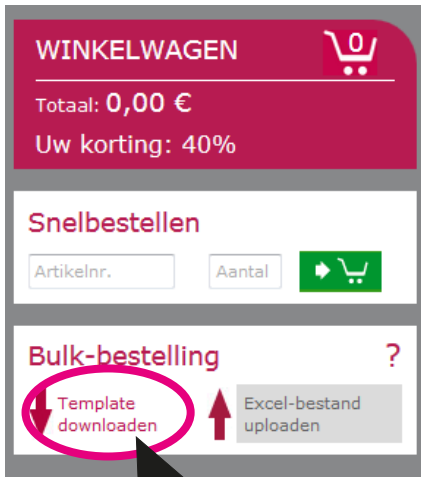 WINKELWAGEN
0
Totaal: 0,00 €
Uw korting: 40%
Snelbestellen
Artikelnr.
Aantal
Bulk-bestelling
?
Template
downloaden
Excel-bestand
uploaden